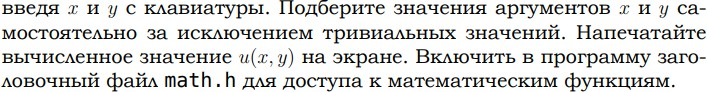 введя x и y с клавиатуры. Подберите значения аргументов x и y са-
мостоятельно за исключением тривиальных значений. Напечатайте
вычисленное значение u(x, y) на экране. Включить в программу заго-
ловочный файл math.h для доступа к математическим функциям.